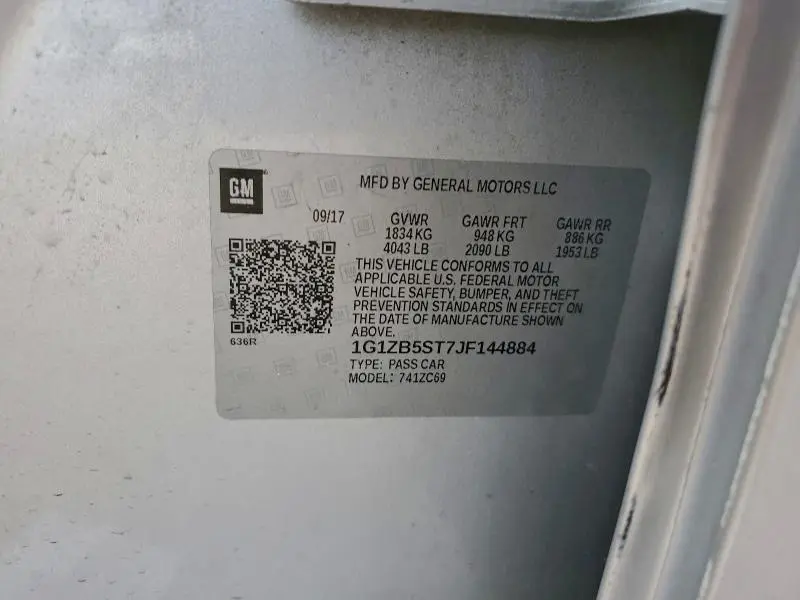 GM
MFD BY GENERAL MOTORS LLC
09/17 GVWR GAWR FRT GAWR RR
1834 KG 948 KG 886 KG
4043 LB 2090 LB 1953 LB
THIS VEHICLE CONFORMS TO ALL
APPLICABLE U.S. FEDERAL MOTOR
VEHICLE SAFETY, BUMPER, AND THEFT
PREVENTION STANDARDS IN EFFECT ON
THE DATE OF MANUFACTURE SHOWN
ABOVE.
636R
1G1ZB5ST7JF144884
TYPE: PASS CAR
MODEL: 741ZC69